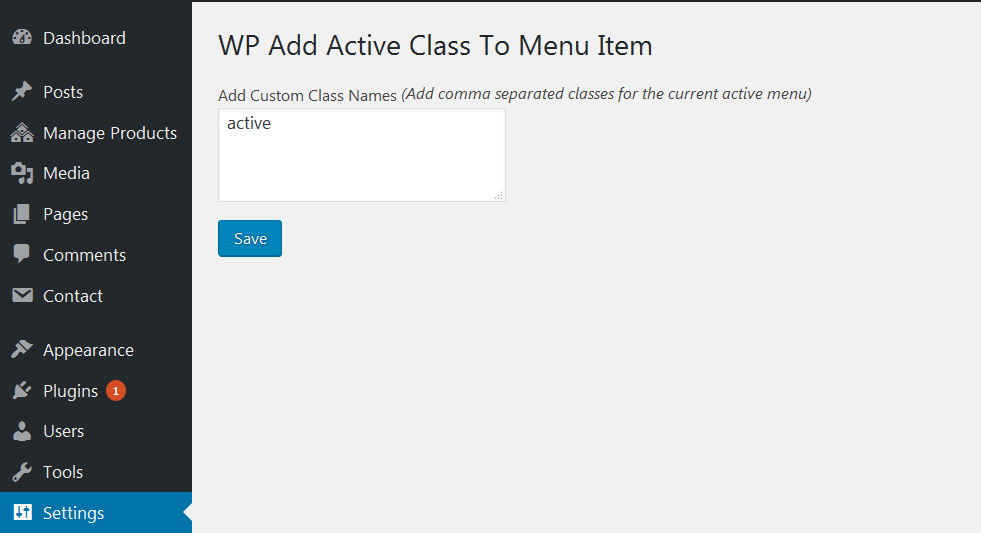 Dashboard
Posts
Manage Products
Media
Pages
Comments
Contact
Appearance
Plugins 1
Users
Tools
Settings
WP Add Active Class To Menu Item
Add Custom Class Names (Add comma separated classes for the current active menu)
active
Save